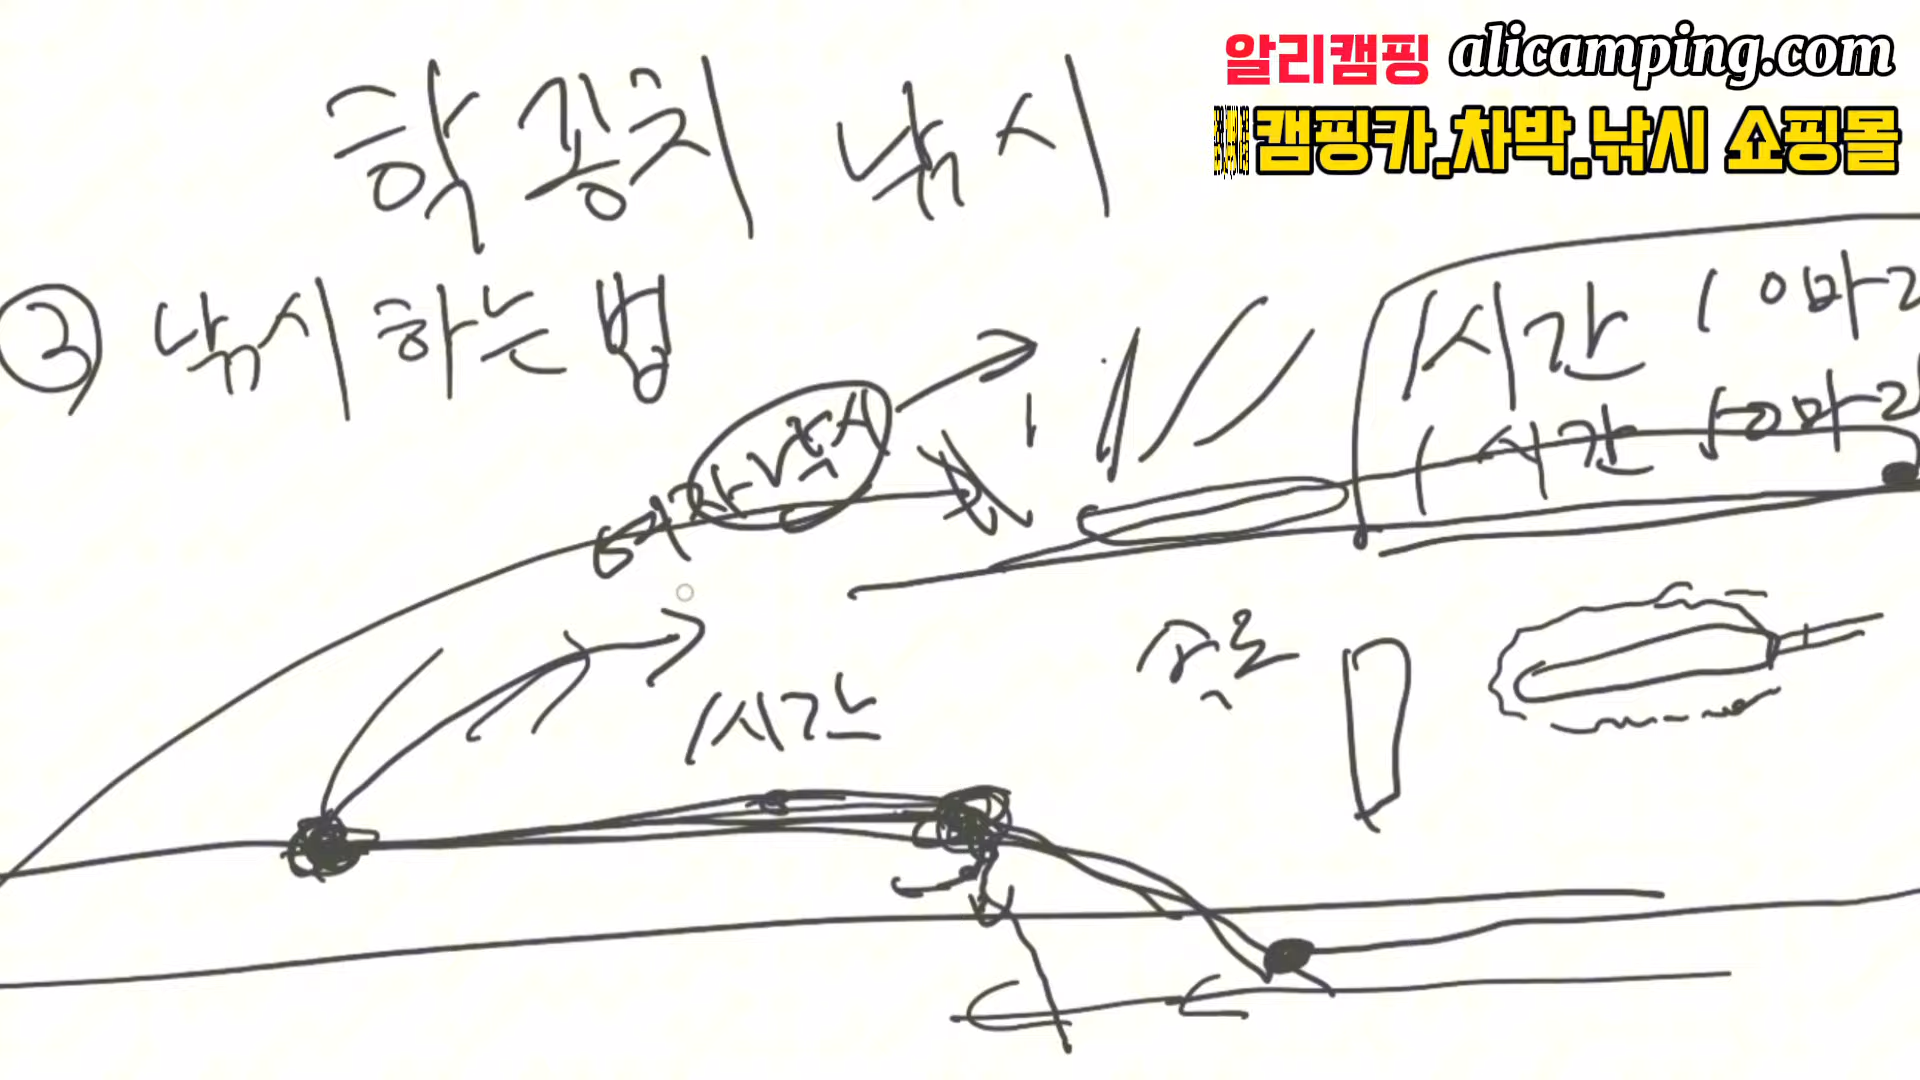 알리캠핑 alicamping.com
캠핑카.차박.낚시 쇼핑몰
학꽁치 낚시
③ 낚시하는법
1시간 10마리
1시간 50마리
낚시
1시간